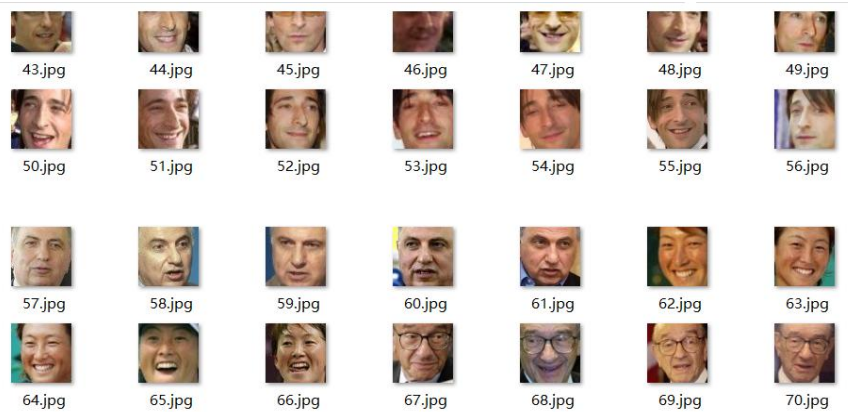 43.jpg 44.jpg 45.jpg 46.jpg 47.jpg 48.jpg 49.jpg
50.jpg 51.jpg 52.jpg 53.jpg 54.jpg 55.jpg 56.jpg
57.jpg 58.jpg 59.jpg 60.jpg 61.jpg 62.jpg 63.jpg
64.jpg 65.jpg 66.jpg 67.jpg 68.jpg 69.jpg 70.jpg